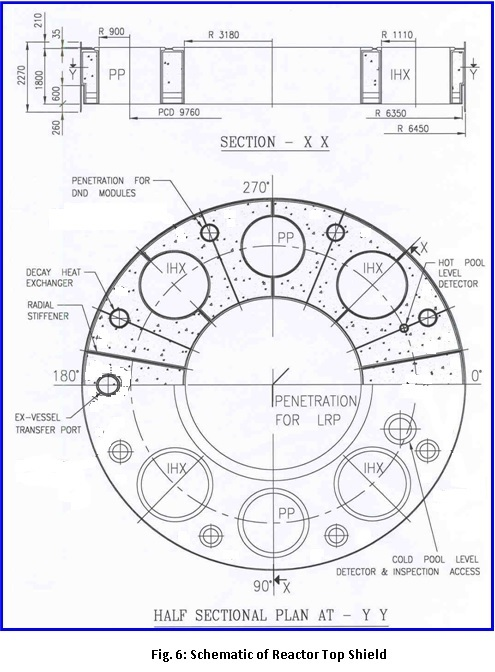 210
35
R 900
R 3180
R 1110
2270
1800
Y
PP
IHX
Y
600
260
PCD 9760
R 6350
R 6450
SECTION - X X
PENETRATION FOR
DND MODULES
270°
PP
X
IHX
IHX
HOT POOL
LEVEL
DETECTOR
DECAY HEAT
EXCHANGER
RADIAL
STIFFENER
180°
0°
PENETRATION
FOR LRP
EX-VESSEL
TRANSFER PORT
IHX
IHX
PP
COLD POOL LEVEL
DETECTOR & INSPECTION ACCESS
90°
X
HALF SECTIONAL PLAN AT - Y Y
Fig. 6: Schematic of Reactor Top Shield